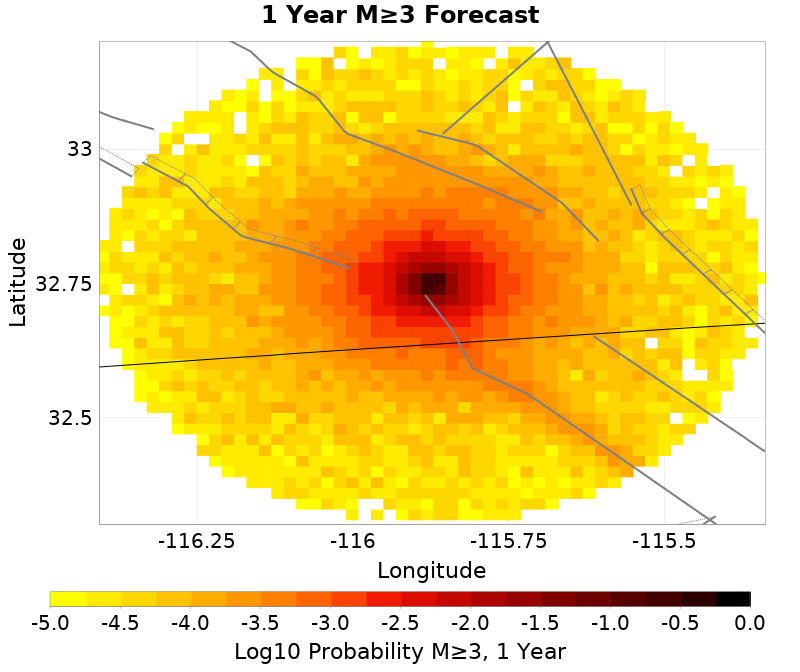 1 Year M≥3 Forecast
33
32.75
32.5
Latitude
-116.25 -116 -115.75 -115.5
Longitude
-5.0 -4.5 -4.0 -3.5 -3.0 -2.5 -2.0 -1.5 -1.0 -0.5 0.0
Log10 Probability M≥3, 1 Year